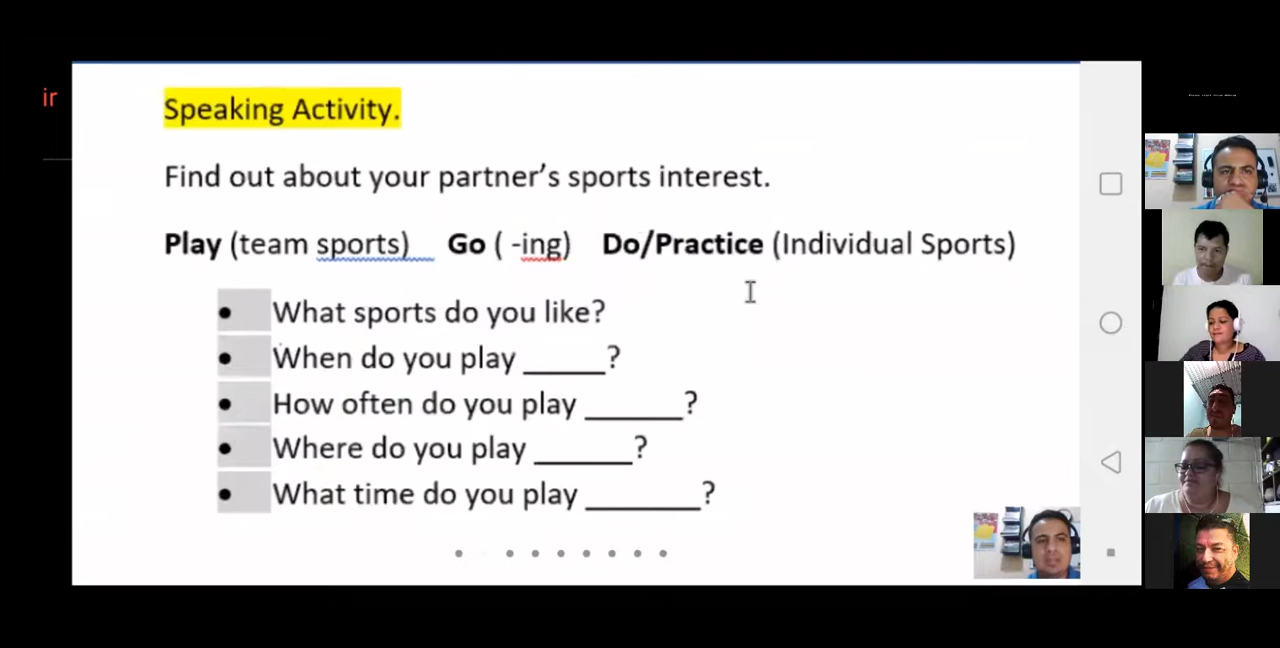 ir
Speaking Activity.
Find out about your partner's sports interest.
Play (team sports) Go ( -ing) Do/Practice (Individual Sports)
• What sports do you like?
• When do you play _____?
• How often do you play ______?
• Where do you play ______?
• What time do you play _______?